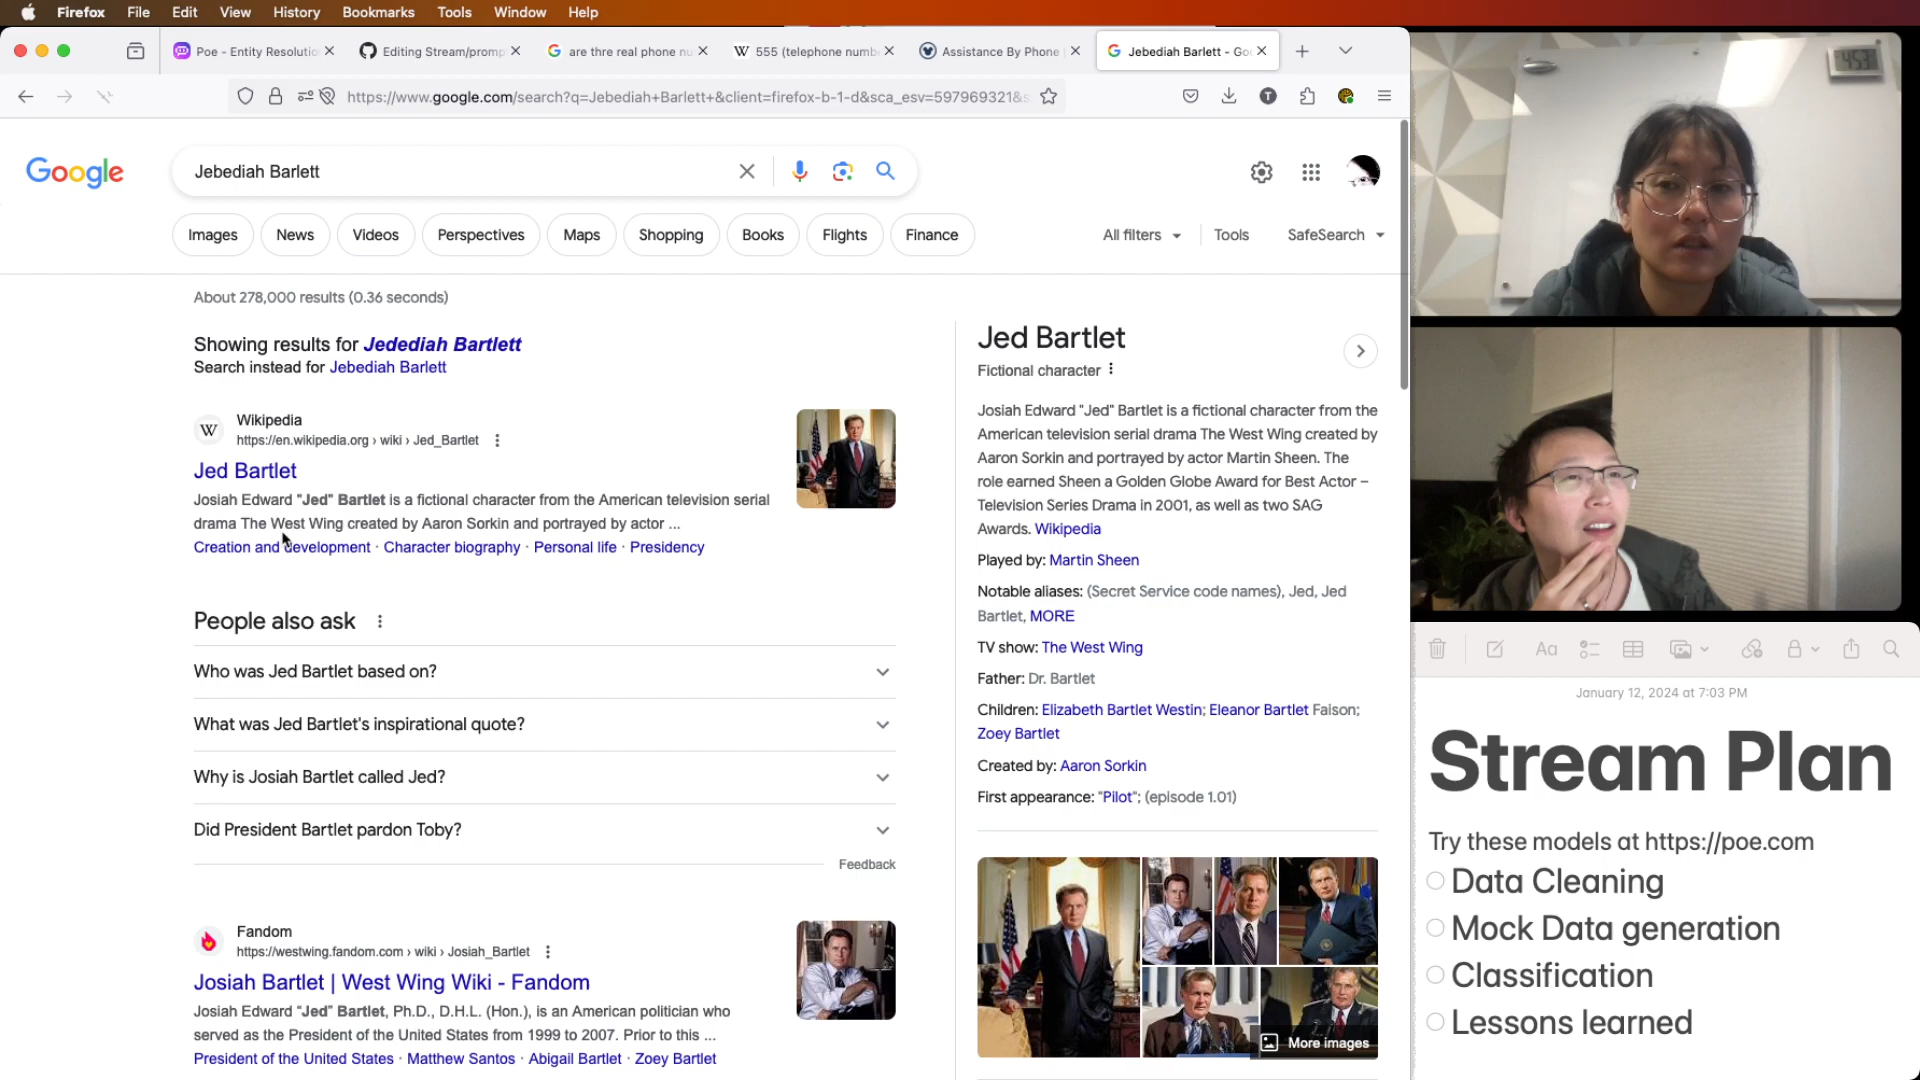 Firefox File Edit View History Bookmarks Tools Window Help
Poe - Entity Resolutio
Editing Stream/promp
are thre real phone nu
555 (telephone numb
Assistance By Phone
Jebediah Barlett - Go
https://www.google.com/search?q=Jebediah+Barlett+&client=firefox-b-1-d&sca_esv=597969321&s
T
Google
Jebediah Barlett
Images News Videos Perspectives Maps Shopping Books Flights Finance
All filters Tools SafeSearch
About 278,000 results (0.36 seconds)
Showing results for Jedediah Bartlett
Search instead for Jebediah Barlett
Wikipedia
https://en.wikipedia.org › wiki › Jed_Bartlet
Jed Bartlet
Josiah Edward "Jed" Bartlet is a fictional character from the American television serial
drama The West Wing created by Aaron Sorkin and portrayed by actor ...
Creation and development · Character biography · Personal life · Presidency
People also ask
Who was Jed Bartlet based on?
What was Jed Bartlet's inspirational quote?
Why is Josiah Bartlet called Jed?
Did President Bartlet pardon Toby?
Feedback
Fandom
https://westwing.fandom.com › wiki › Josiah_Bartlet
Josiah Bartlet | West Wing Wiki - Fandom
Josiah Edward "Jed" Bartlet, Ph.D., D.H.L. (Hon.), is an American politician who
served as the President of the United States from 1999 to 2007. Prior to this ...
President of the United States · Matthew Santos · Abigail Bartlet · Zoey Bartlet
Jed Bartlet
Fictional character
Josiah Edward "Jed" Bartlet is a fictional character from the
American television serial drama The West Wing created by
Aaron Sorkin and portrayed by actor Martin Sheen. The
role earned Sheen a Golden Globe Award for Best Actor –
Television Series Drama in 2001, as well as two SAG
Awards. Wikipedia
Played by: Martin Sheen
Notable aliases: (Secret Service code names), Jed, Jed
Bartlet, MORE
TV show: The West Wing
Father: Dr. Bartlet
Children: Elizabeth Bartlet Westin; Eleanor Bartlet Faison;
Zoey Bartlet
Created by: Aaron Sorkin
First appearance: "Pilot"; (episode 1.01)
More images
4:53
Aa
January 12, 2024 at 7:03 PM
Stream Plan
Try these models at https://poe.com
Data Cleaning
Mock Data generation
Classification
Lessons learned